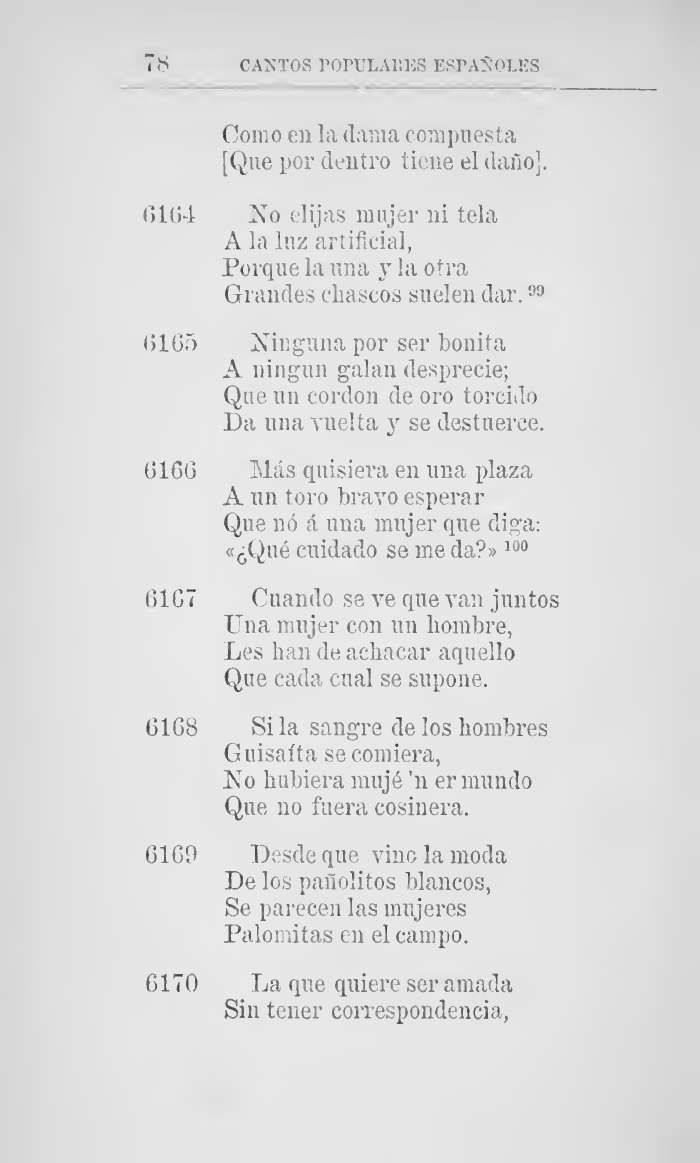 78 CANTOS POPULARES ESPAÑOLES
Como en la dama compuesta
[Que por dentro tiene el daño].
6164 No elijas mujer ni tela
A la luz artificial,
Porque la una y la otra
Grandes chascos suelen dar. 99
6165 Ninguna por ser bonita
A ningun galan desprecie;
Que un cordon de oro torcido
Da una vuelta y se destuerce.
6166 Más quisiera en una plaza
A un toro bravo esperar
Que nó á una mujer que diga:
«¿Qué cuidado se me da?» 100
6167 Cuando se ve que van juntos
Una mujer con un hombre,
Les han de achacar aquello
Que cada cual se supone.
6168 Si la sangre de los hombres
Guisaíta se comiera,
No hubiera mujé 'n er mundo
Que no fuera cosinera.
6169 Desde que vino la moda
De los pañolitos blancos,
Se parecen las mujeres
Palomitas en el campo.
6170 La que quiere ser amada
Sin tener correspondencia,